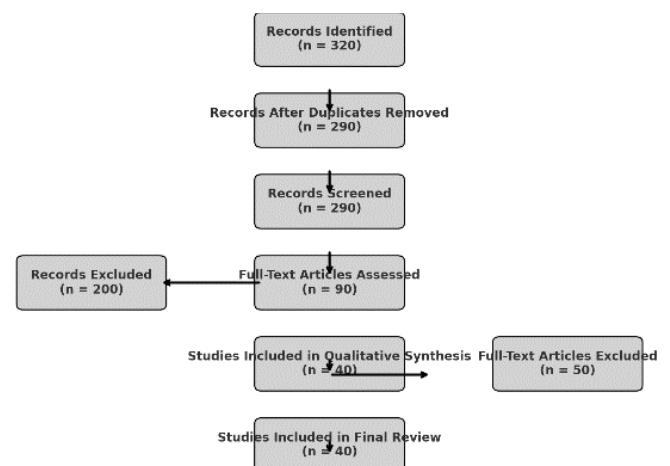 Records Identified
(n = 320)
Records After Duplicates Removed
(n = 290)
Records Screened
(n = 290)
Records Excluded
(n = 200)
Full-Text Articles Assessed
(n = 90)
Studies Included in Qualitative Synthesis
(n = 40)
Full-Text Articles Excluded
(n = 50)
Studies Included in Final Review
(n = 40)